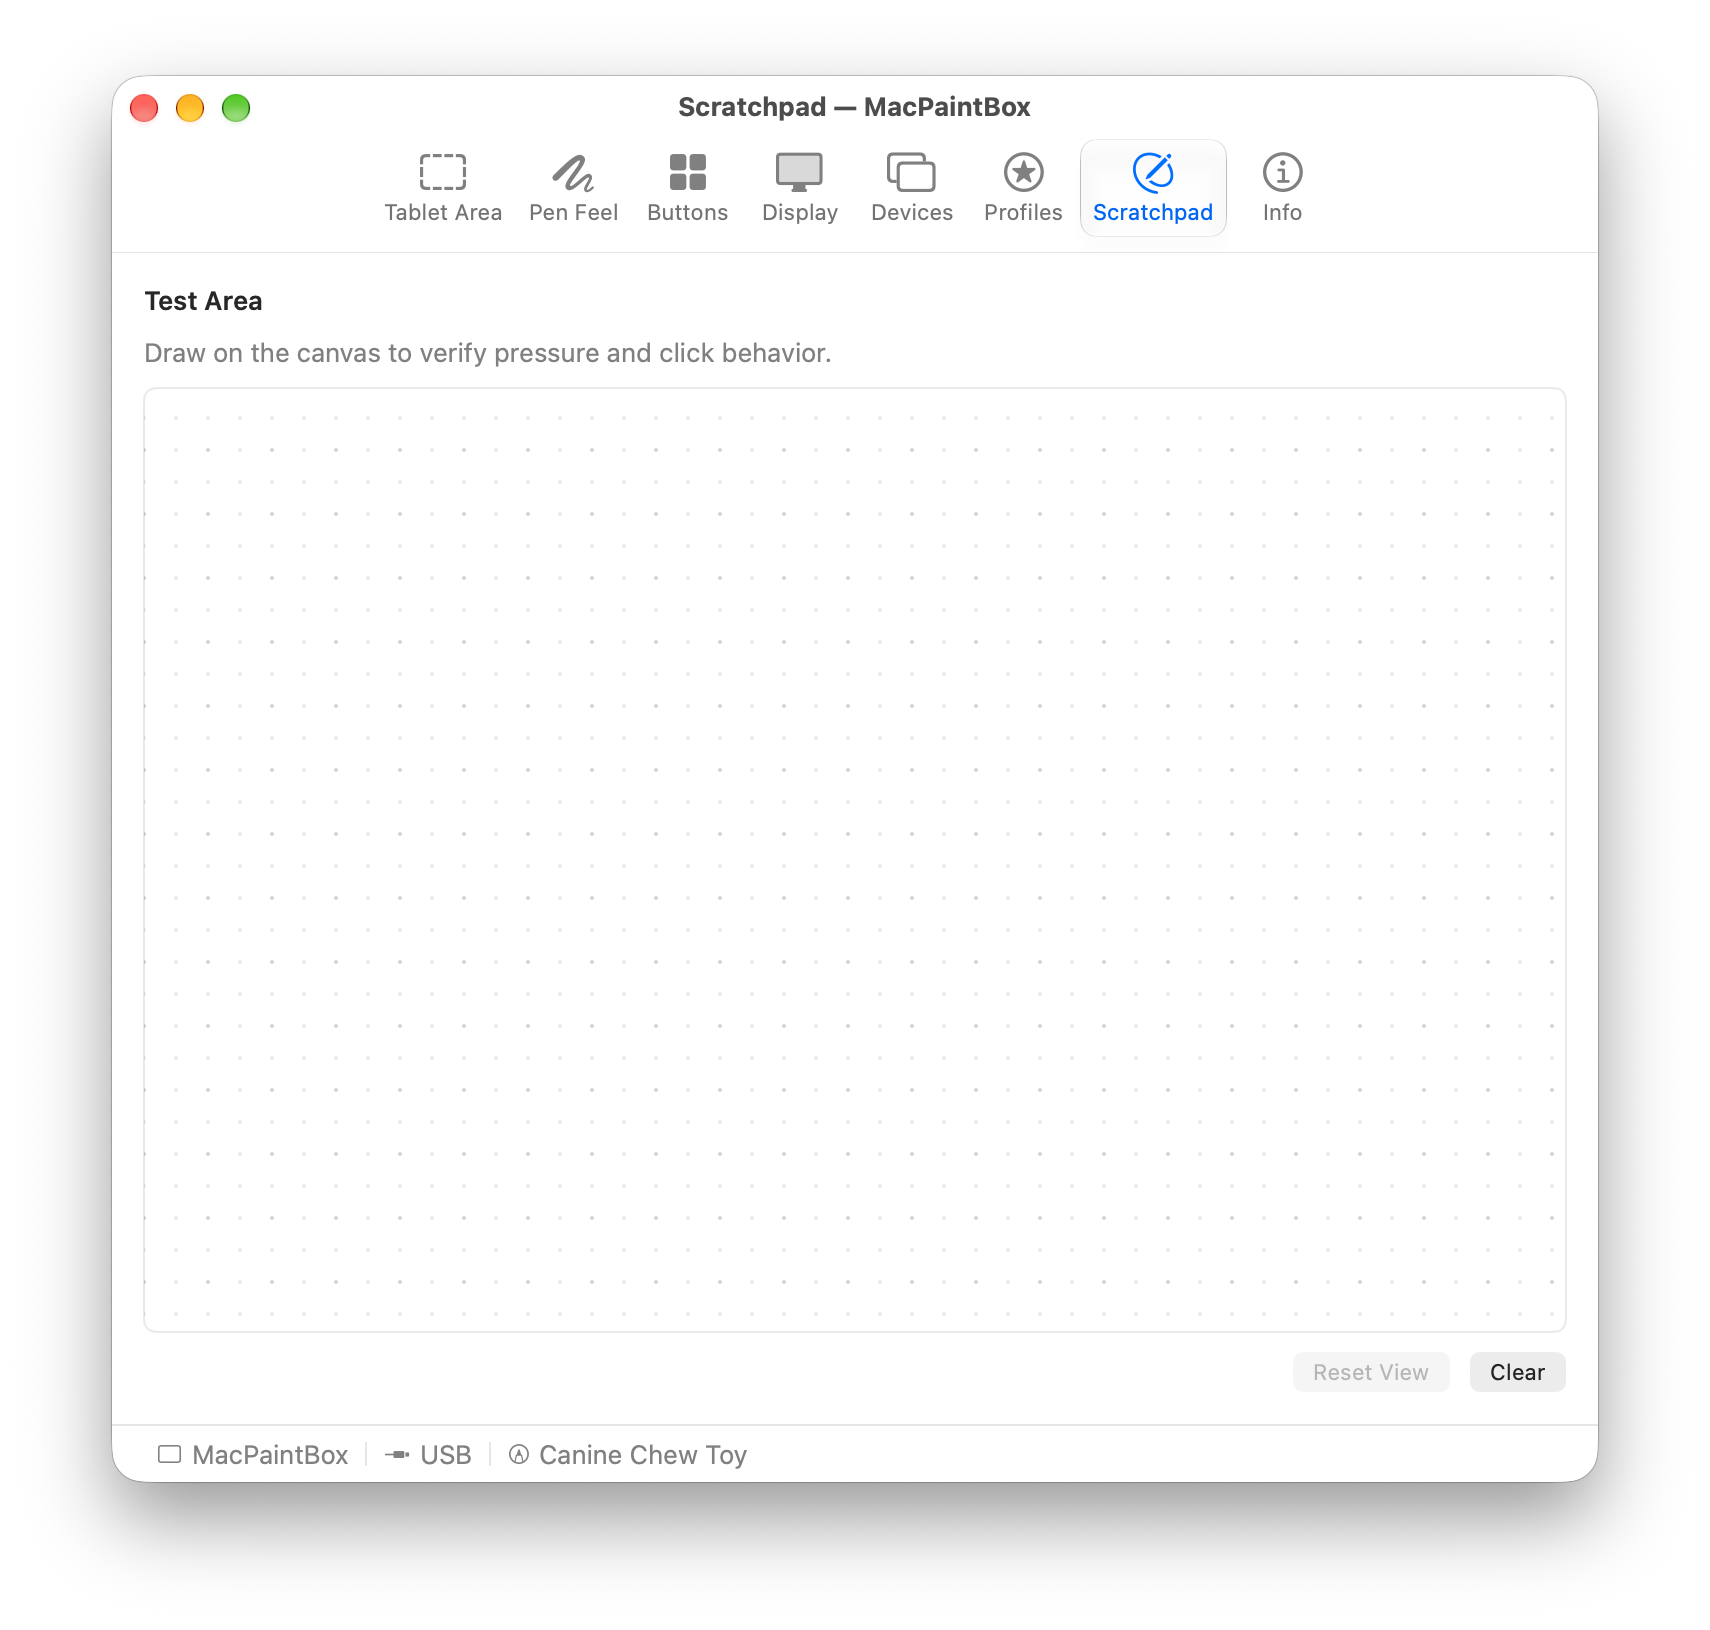 Scratchpad — MacPaintBox
Tablet Area Pen Feel Buttons Display Devices Profiles Scratchpad Info
Test Area
Draw on the canvas to verify pressure and click behavior.
Reset View Clear
MacPaintBox USB Canine Chew Toy